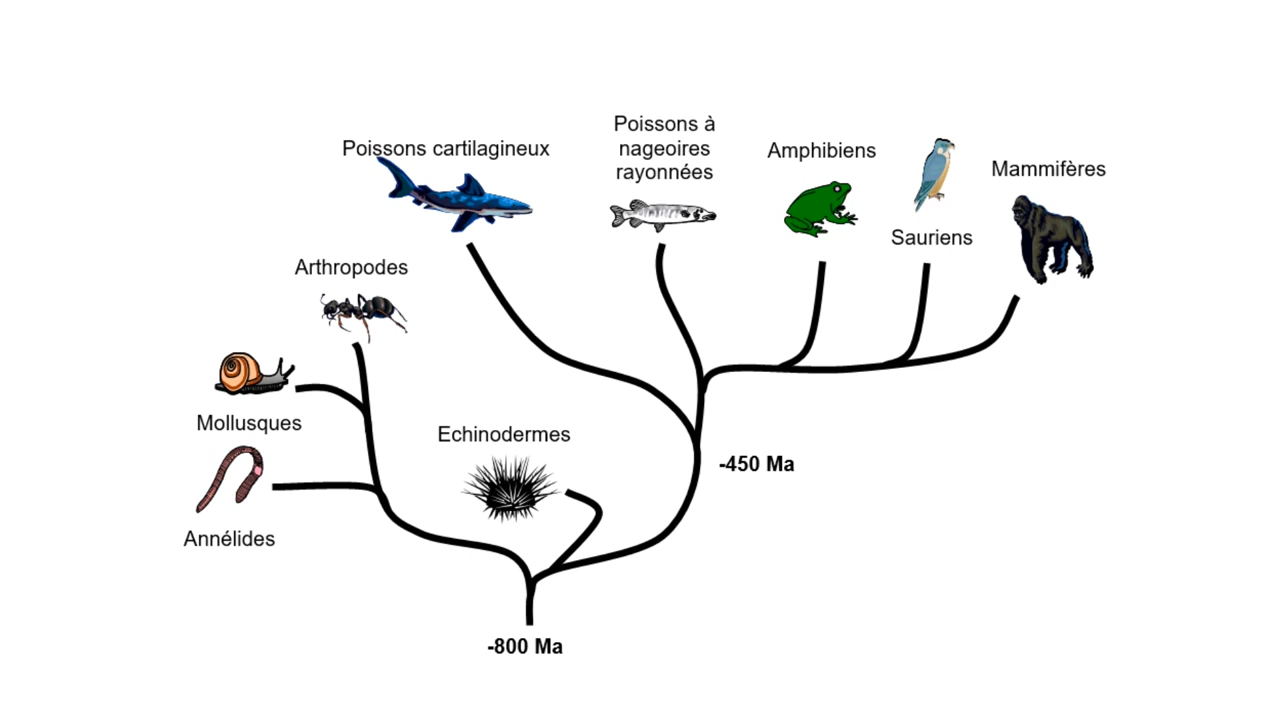 Poissons à
nageoires
rayonnées
Poissons cartilagineux
Amphibiens
Mammifères
Sauriens
Arthropodes
Mollusques
Echinodermes
-450 Ma
Annélides
-800 Ma